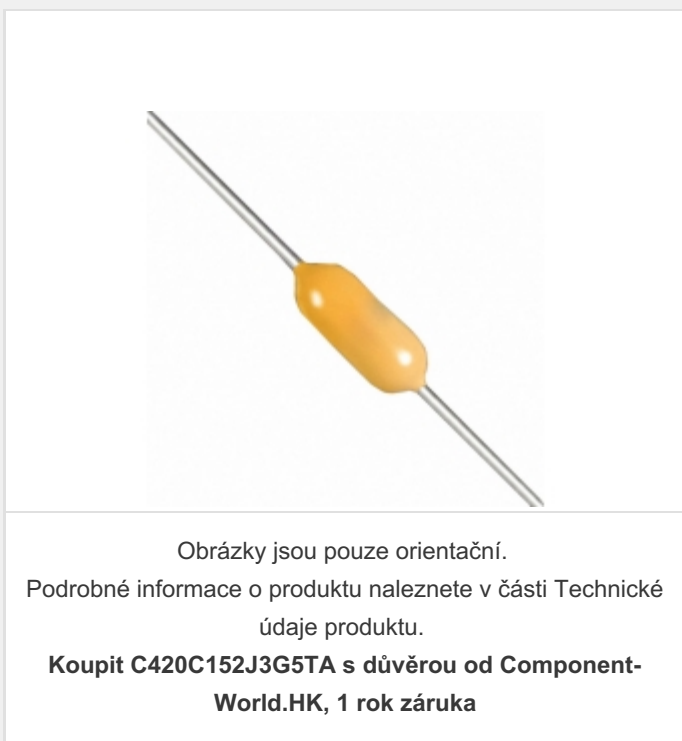 Obrázky jsou pouze orientační.
Podrobné informace o produktu naleznete v části Technické
údaje produktu.
Koupit C420C152J3G5TA s důvěrou od Component-
World.HK, 1 rok záruka